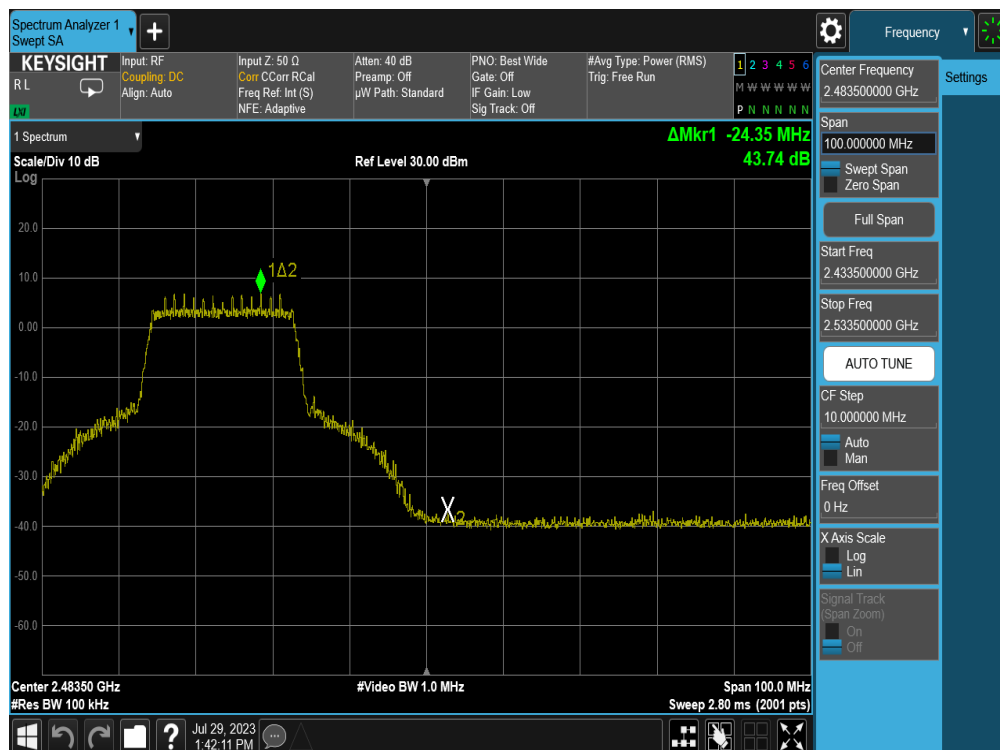 Spectrum Analyzer 1
Swept SA
+
Frequency
KEYSIGHT
R L
LXI
Input: RF
Coupling: DC
Align: Auto
Input Z: 50 Ω
Corr CCorr RCal
Freq Ref: Int (S)
NFE: Adaptive
Atten: 40 dB
Preamp: Off
µW Path: Standard
PNO: Best Wide
Gate: Off
IF Gain: Low
Sig Track: Off
#Avg Type: Power (RMS)
Trig: Free Run
1 2 3 4 5 6
M W W W W W
P N N N N N
1 Spectrum
Scale/Div 10 dB
Log
Ref Level 30.00 dBm
ΔMkr1 -24.35 MHz
43.74 dB
20.0
10.0
0.00
-10.0
-20.0
-30.0
-40.0
-50.0
-60.0
1Δ2
X2
Center 2.48350 GHz
#Res BW 100 kHz
#Video BW 1.0 MHz
Span 100.0 MHz
Sweep 2.80 ms (2001 pts)
Center Frequency
2.483500000 GHz
Settings
Span
100.000000 MHz
Swept Span
Zero Span
Full Span
Start Freq
2.433500000 GHz
Stop Freq
2.533500000 GHz
AUTO TUNE
CF Step
10.000000 MHz
Auto
Man
Freq Offset
0 Hz
X Axis Scale
Log
Lin
Signal Track
(Span Zoom)
On
Off
?
Jul 29, 2023
1:42:11 PM